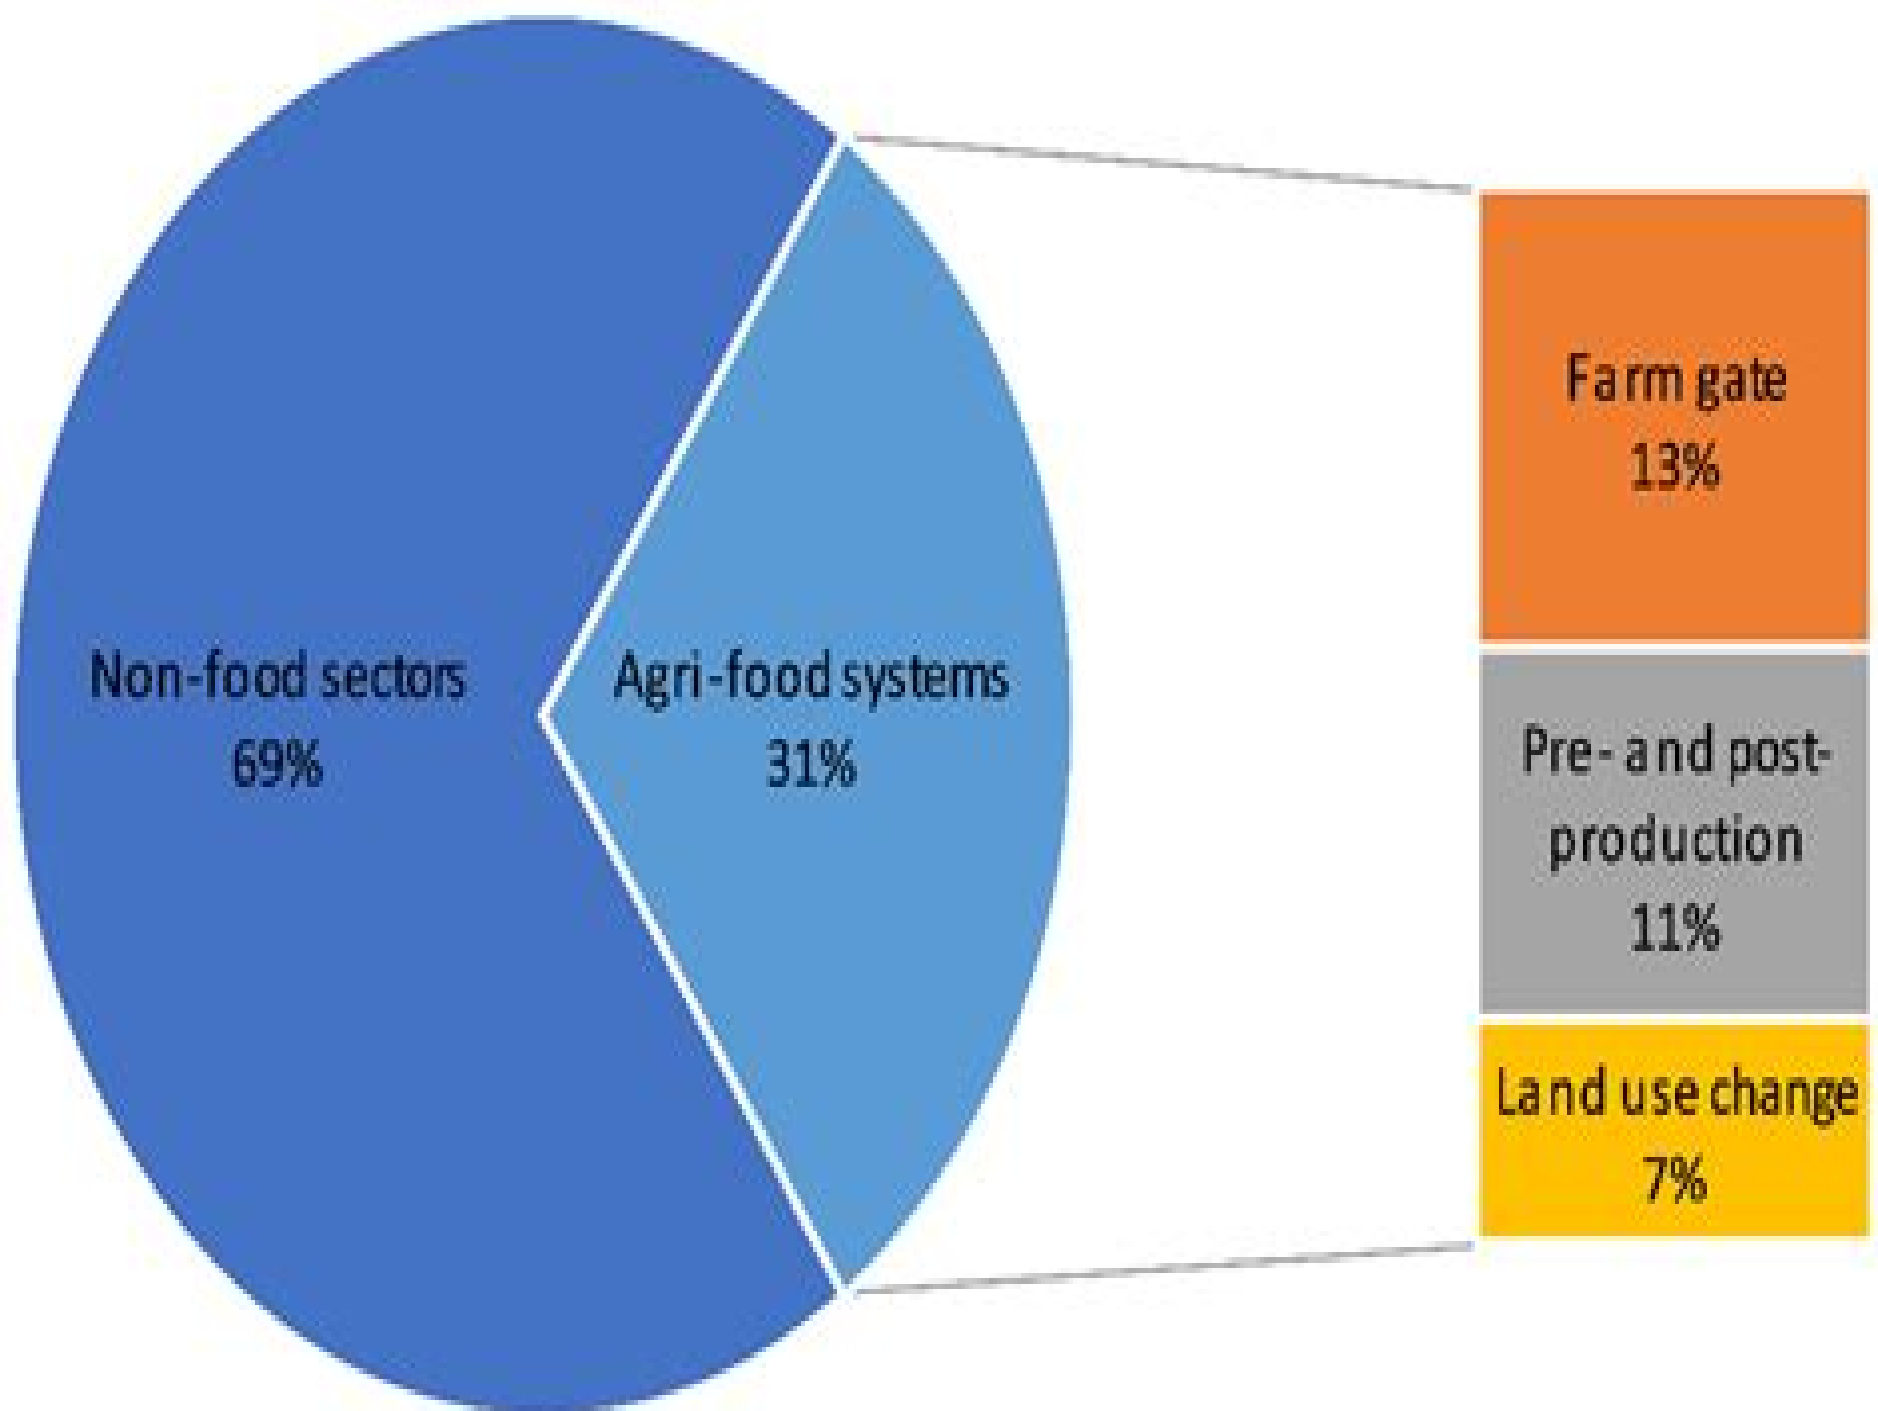 Non-food sectors
69%
Agri-food systems
31%
Farm gate
13%
Pre- and post-
production
11%
Land use change
7%